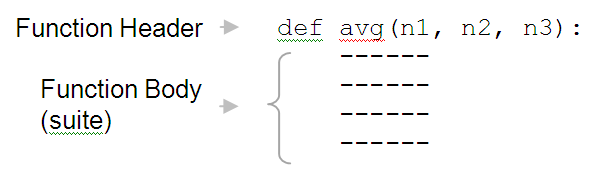 Function Header def avg(n1, n2, n3):
------
Function Body ------
(suite) ------
------